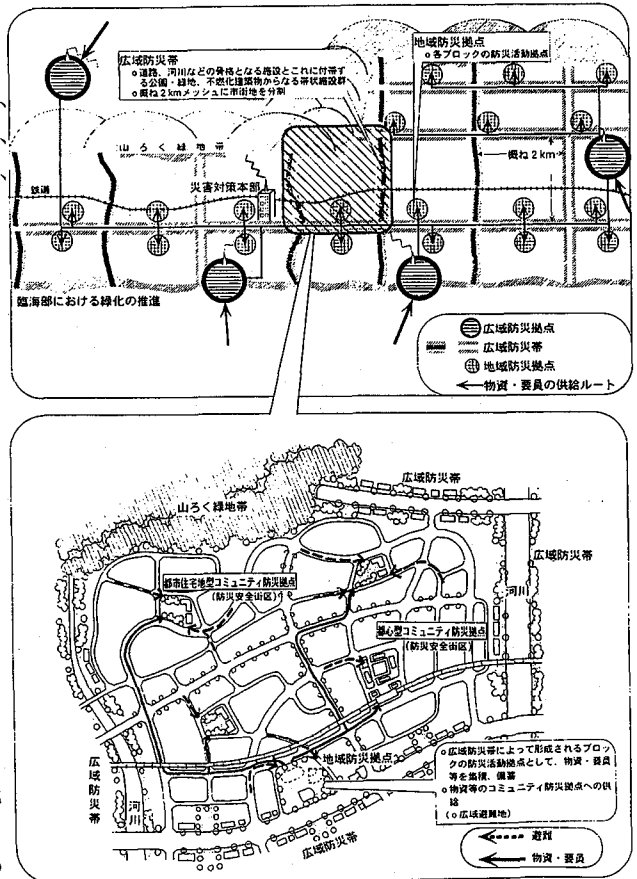 広域防災帯
○道路、河川などの骨格となる施設とこれに付帯す
る公園・緑地、不燃化建築物からなる帯状施設群
○概ね2kmメッシュに市街地を分割
地域防災拠点
○各ブロックの防災活動拠点
山ろく緑地帯
概ね2km
鉄道
災害対策本部
臨海部における緑化の推進
広域防災拠点
広域防災帯
地域防災拠点
物資・要員の供給ルート
広域防災帯
山ろく緑地帯
広域防災帯
都市住宅地型コミュニティ防災拠点
(防災安全街区)
河川
都心型コミュニティ防災拠点
(防災安全街区)
地域防災拠点
○広域防災帯によって形成されるブロッ
クの防災活動拠点として、物資・要員
等を集積、備蓄
○物資等のコミュニティ防災拠点への供
給
(○広域避難地)
広域防災帯
河川
広域防災帯
避難
物資・要員